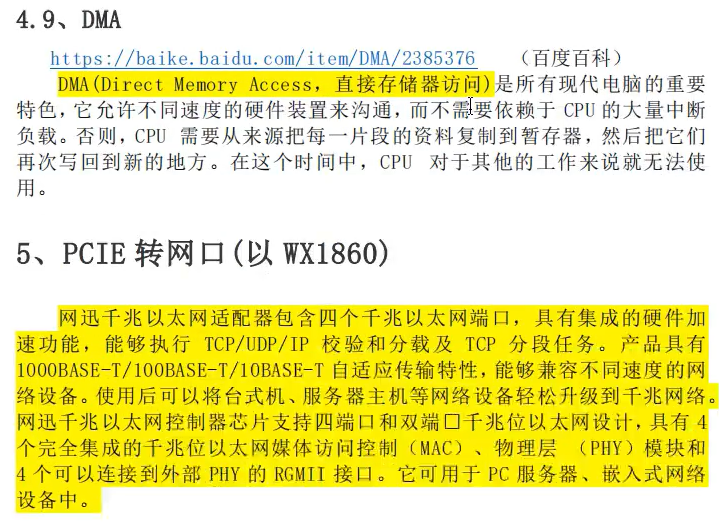 4.9、DMA
https://baike.baidu.com/item/DMA/2385376 （百度百科）
DMA(Direct Memory Access，直接存储器访问)是所有现代电脑的重要
特色，它允许不同速度的硬件装置来沟通，而不需要依赖于 CPU 的大量中断
负载。否则，CPU 需要从来源把每一片段的资料复制到暂存器，然后把它们
再次写回到新的地方。在这个时间中，CPU 对于其他的工作来说就无法使
用。
5、PCIE 转网口(以 WX1860)
网迅千兆以太网适配器包含四个千兆以太网端口，具有集成的硬件加
速功能，能够执行 TCP/UDP/IP 校验和分载及 TCP 分段任务。产品具有
1000BASE-T/100BASE-T/10BASE-T 自适应传输特性，能够兼容不同速度的网
络设备。使用后可以将台式机、服务器主机等网络设备轻松升级到千兆网络。
网迅千兆以太网控制器芯片支持四端口和双端□千兆位以太网设计，具有 4
个完全集成的千兆位以太网媒体访问控制（MAC）、物理层 （PHY）模块和
4 个可以连接到外部 PHY 的 RGMII 接口。它可用于 PC 服务器、嵌入式网络
设备中。